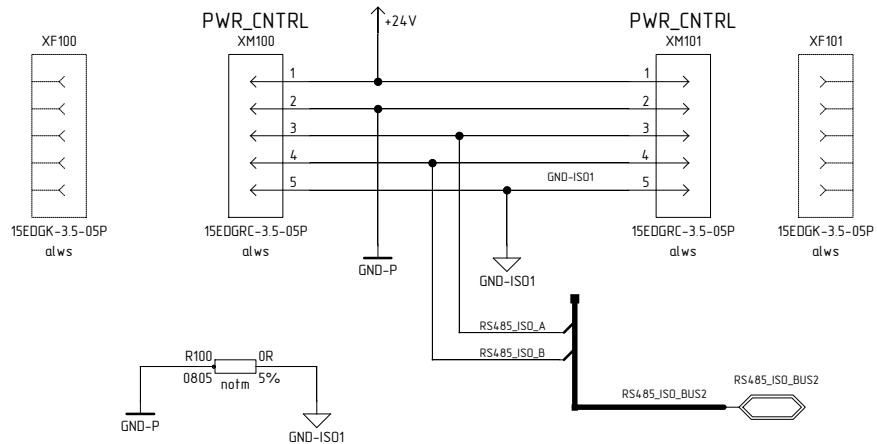 +24V
PWR_CNTRL
PWR_CNTRL
XF100
XM100
XM101
XF101
1
1
2
2
3
3
4
4
5
GND-ISO1
5
15EDGK-3.5-05P
15EDGRC-3.5-05P
15EDGRC-3.5-05P
15EDGK-3.5-05P
alws
alws
alws
alws
GND-P
GND-ISO1
RS485_ISO_A
RS485_ISO_B
R100
0R
0805
notm
5%
RS485_ISO_BUS2
RS485_ISO_BUS2
GND-P
GND-ISO1